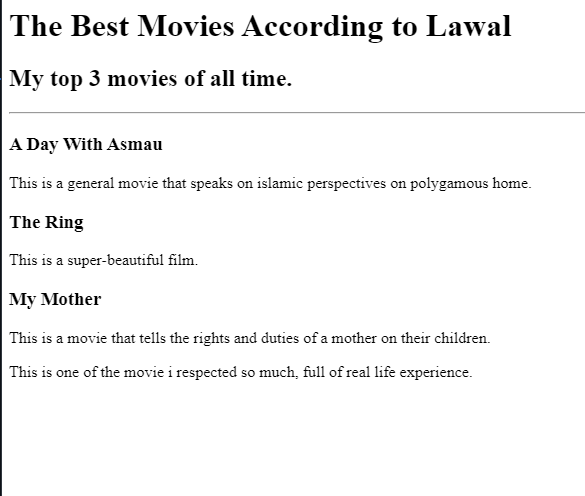 The Best Movies According to Lawal
My top 3 movies of all time.
A Day With Asmau
This is a general movie that speaks on islamic perspectives on polygamous home.
The Ring
This is a super-beautiful film.
My Mother
This is a movie that tells the rights and duties of a mother on their children.
This is one of the movie i respected so much, full of real life experience.